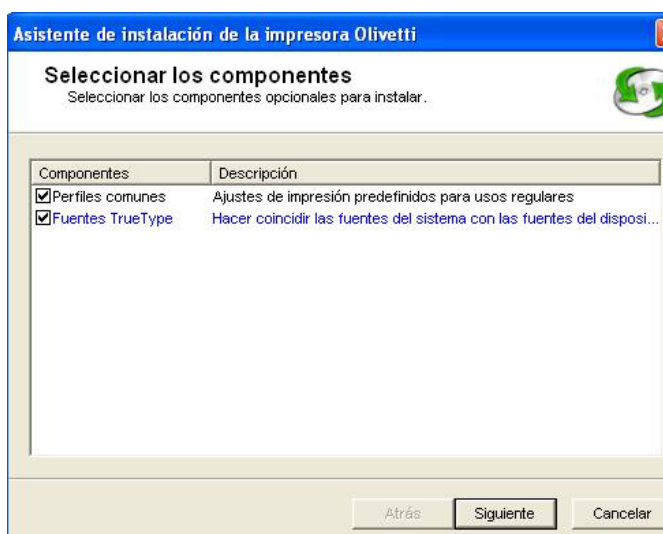 Asistente de instalación de la impresora Olivetti
Seleccionar los componentes
Seleccionar los componentes opcionales para instalar.
Componentes Descripción
Perfiles comunes Ajustes de impresión predefinidos para usos regulares
Fuentes TrueType Hacer coincidir las fuentes del sistema con las fuentes del disposi...
Atrás Siguiente Cancelar